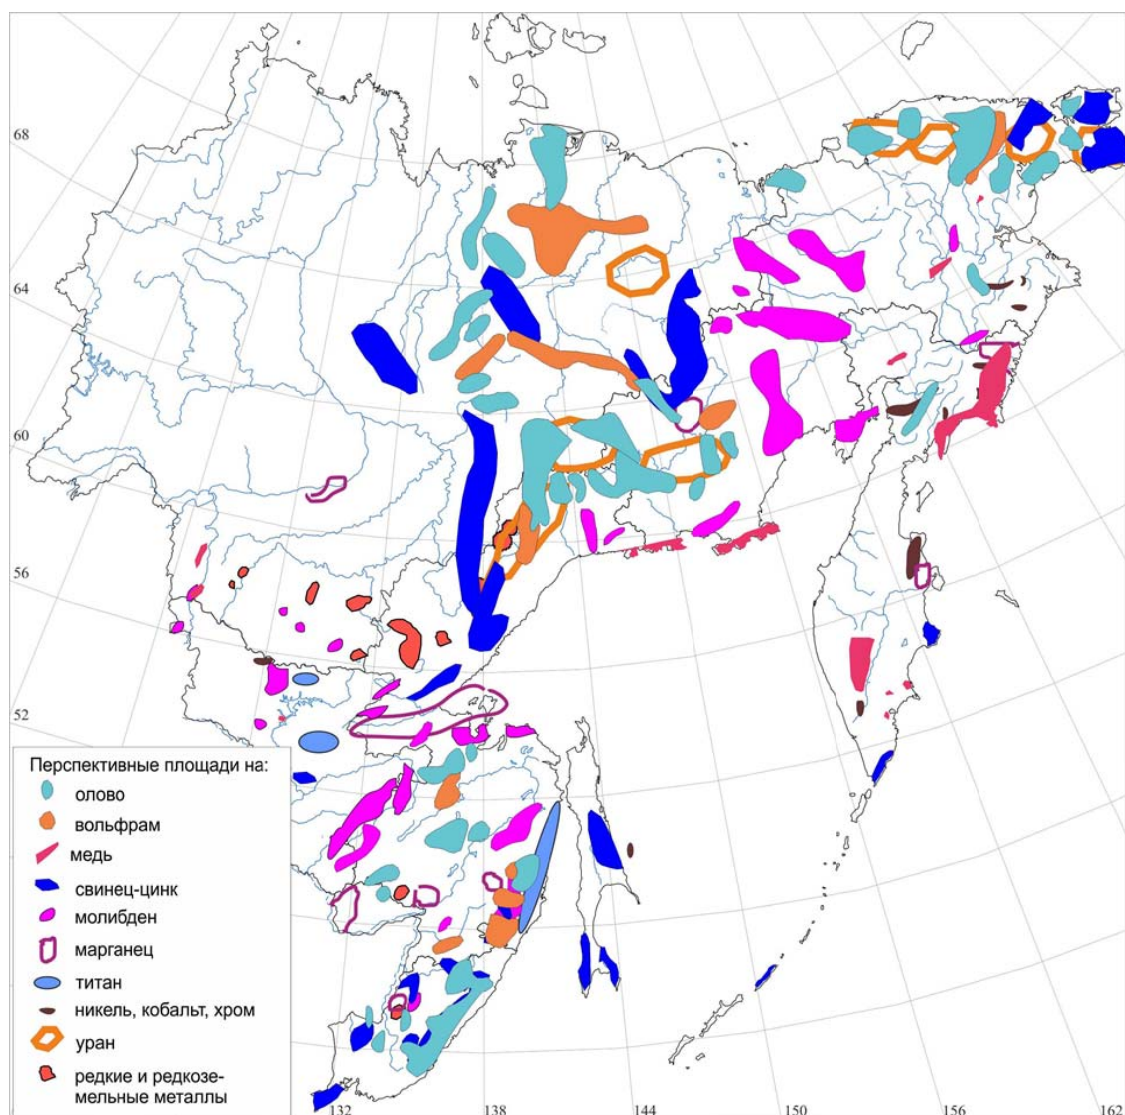 68
64
60
56
52
Перспективные площади на:
олово
вольфрам
медь
свинец-цинк
молибден
марганец
титан
никель, кобальт, хром
уран
редкие и редкозе-
мельные металлы
132 138 144 150 156 162